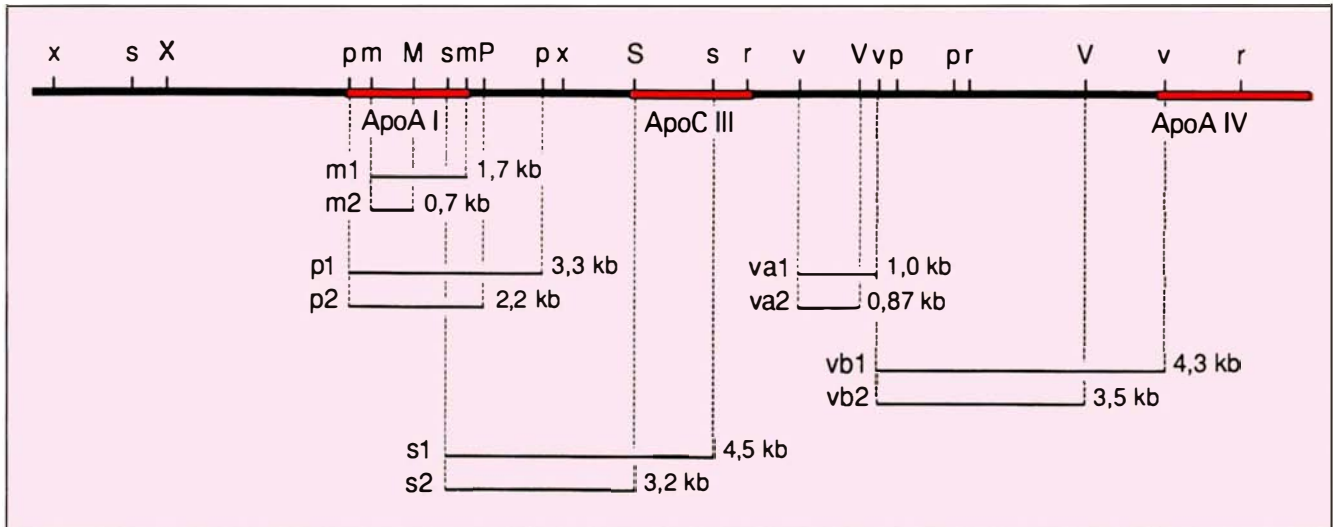 x s X p m M s m P p x S s r v V v p p r V v r
ApoA I ApoC III ApoA IV
m1 1,7 kb
m2 0,7 kb
p1 3,3 kb va1 1,0 kb
p2 2,2 kb va2 0,87 kb
vb1 4,3 kb
vb2 3,5 kb
s1 4,5 kb
s2 3,2 kb